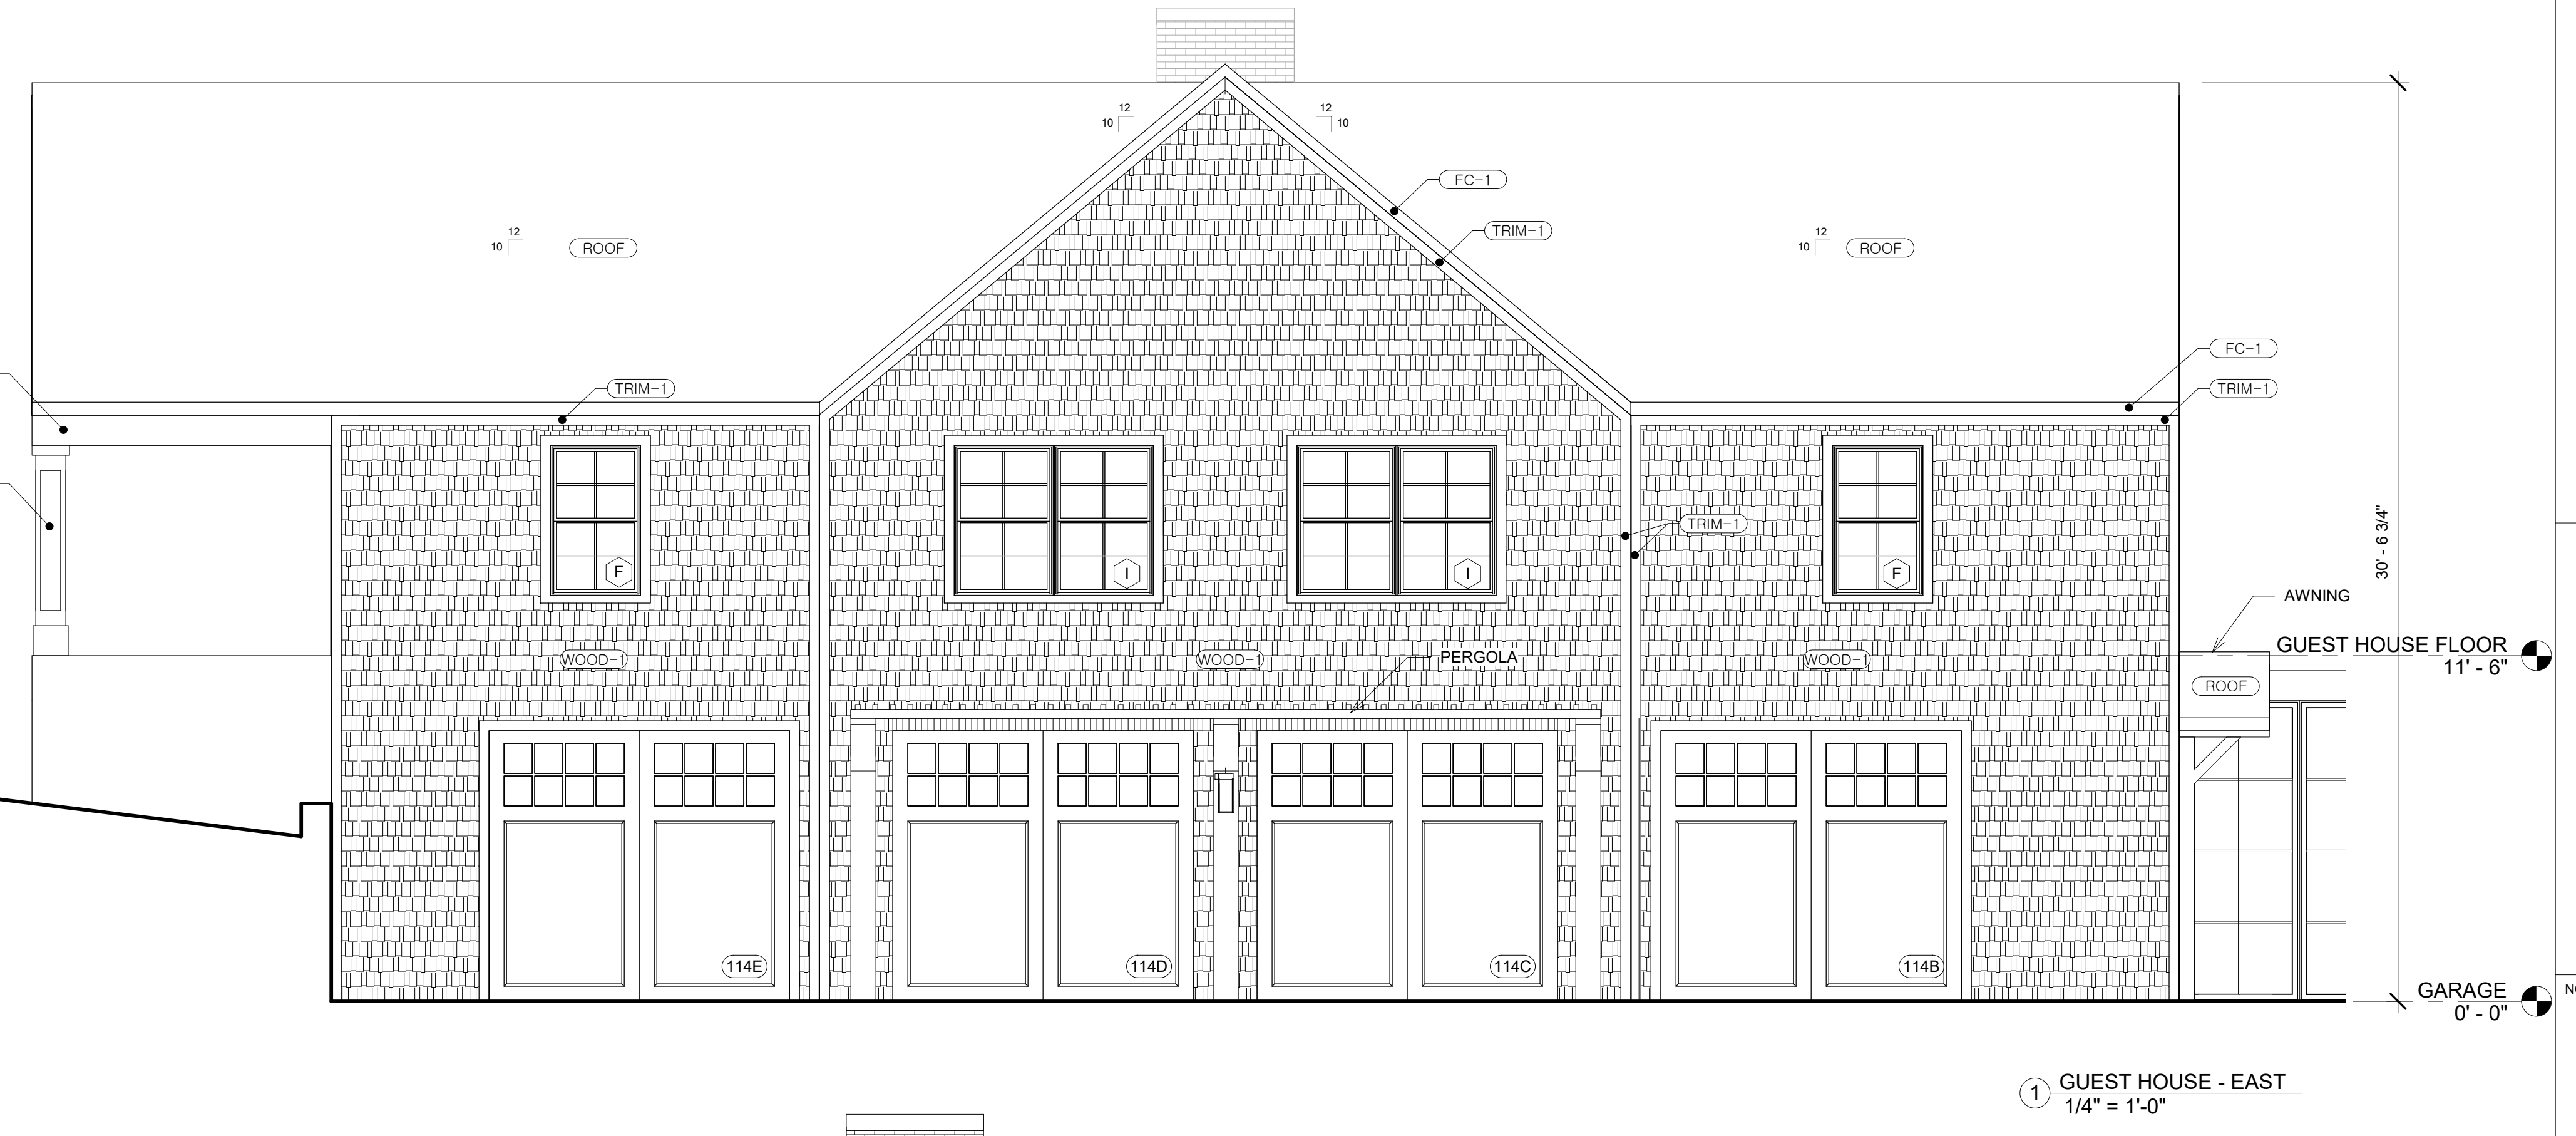 12
10
12
10
FC-1
TRIM-1
12
10
ROOF
12
10
ROOF
FC-1
TRIM-1
TRIM-1
TRIM-1
30' - 6 3/4"
F
I
I
F
AWNING
GUEST HOUSE FLOOR
11' - 6"
WOOD-1
WOOD-1
PERGOLA
WOOD-1
ROOF
114E
114D
114C
114B
GARAGE
0' - 0"
1
GUEST HOUSE - EAST
1/4" = 1'-0"